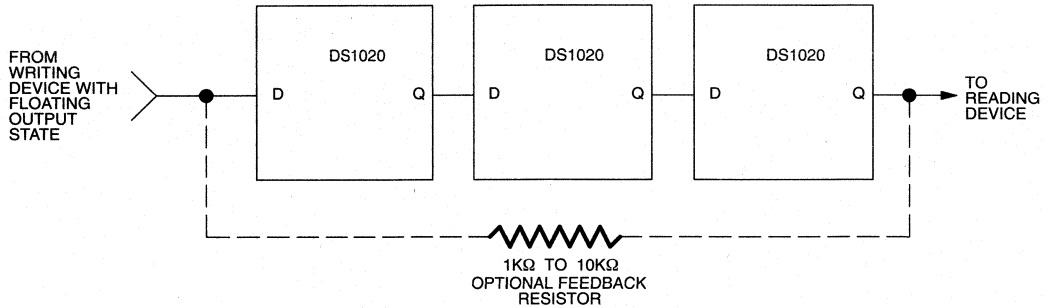 FROM
WRITING
DEVICE WITH
FLOATING
OUTPUT
STATE
DS1020
D
Q
DS1020
D
Q
DS1020
D
Q
TO
READING
DEVICE
1KΩ TO 10KΩ
OPTIONAL FEEDBACK
RESISTOR